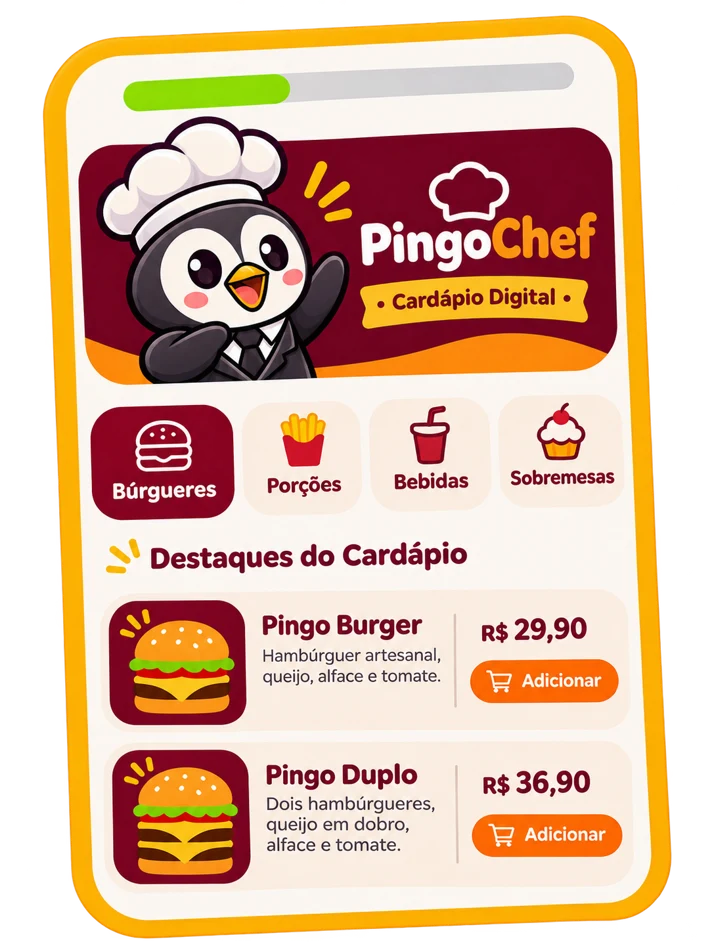 PingoChef
• Cardápio Digital •
Búrgueres
Porções
Bebidas
Sobremesas
Destaques do Cardápio
Pingo Burger
Hambúrguer artesanal,
queijo, alface e tomate.
R$ 29,90
Adicionar
Pingo Duplo
Dois hambúrgueres,
queijo em dobro,
alface e tomate.
R$ 36,90
Adicionar